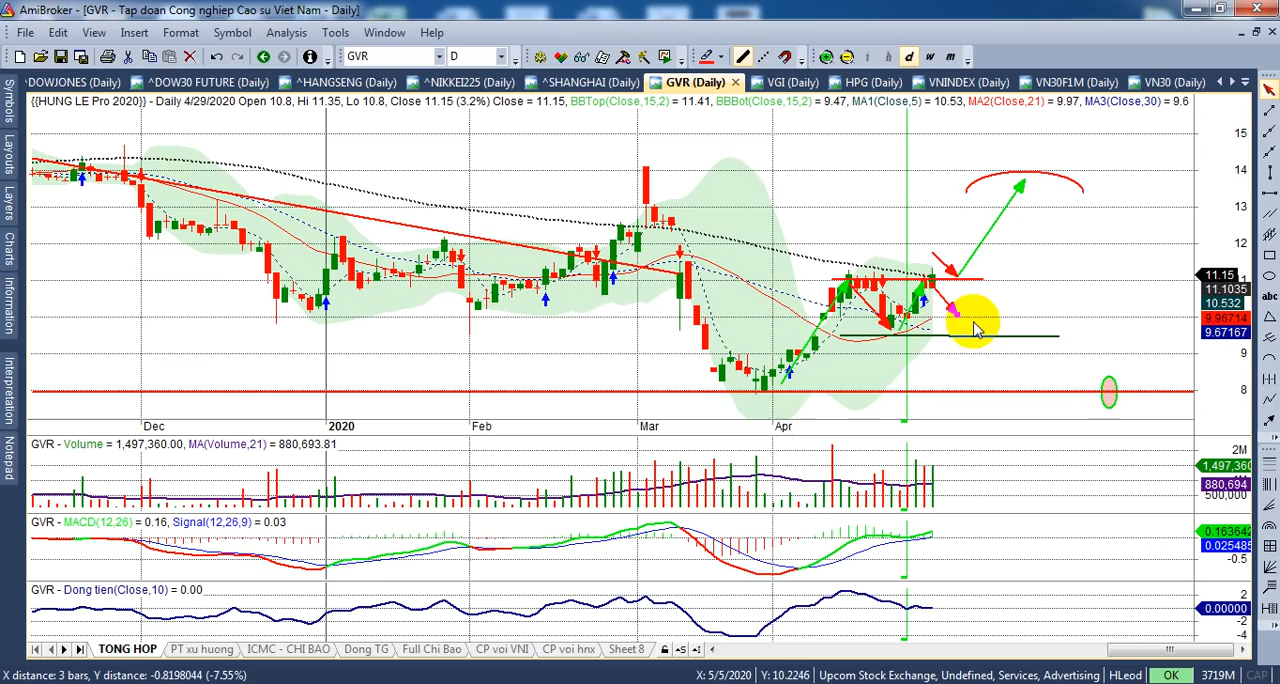 AmiBroker - [GVR - Tap doan Cong nghiep Cao su Viet Nam - Daily]
File Edit View Insert Format Symbol Analysis Tools Window Help
GVR D i d w m
DOWJONES (Daily) ^DOW30 FUTURE (Daily) ^HANGSENG (Daily) ^NIKKEI225 (Daily) ^SHANGHAI (Daily) GVR (Daily) VGI (Daily) HPG (Daily) VNINDEX (Daily) VN30F1M (Daily) VN30 (Daily)
{{HUNG LE Pro 2020}} - Daily 4/29/2020 Open 10.8, Hi 11.35, Lo 10.8, Close 11.15 (3.2%) Close = 11.15, BBTop(Close,15,2) = 11.41, BBBot(Close,15,2) = 9.47, MA1(Close,5) = 10.53, MA2(Close,21) = 9.97, MA3(Close,30) = 9.6
Symbols
Layouts
Layers
Charts
Information
Interpretation
Notepad
15
14
13
12
11.15
11.1035
10.532
9.96714
9.67167
9
8
Dec 2020 Feb Mar Apr
GVR - Volume = 1,497,360.00, MA(Volume,21) = 880,693.81
2M
1,497,360
880,694
500,000
GVR - MACD(12,26) = 0.16, Signal(12,26,9) = 0.03
0.163642
0.025485
-0.5
GVR - Dong tien(Close,10) = 0.00
2
0.00000
-2
-4
TONG HOP PT xu huong ICMC - CHI BAO Dong TG Full Chi Bao CP voi VNI CP voi hnx Sheet 8
X distance: 3 bars, Y distance: -0.8198044 (-7.55%) X: 5/5/2020 Y: 10.2246 Upcom Stock Exchange, Undefined, Services, Advertising HLeod OK 3719M CAP
abc